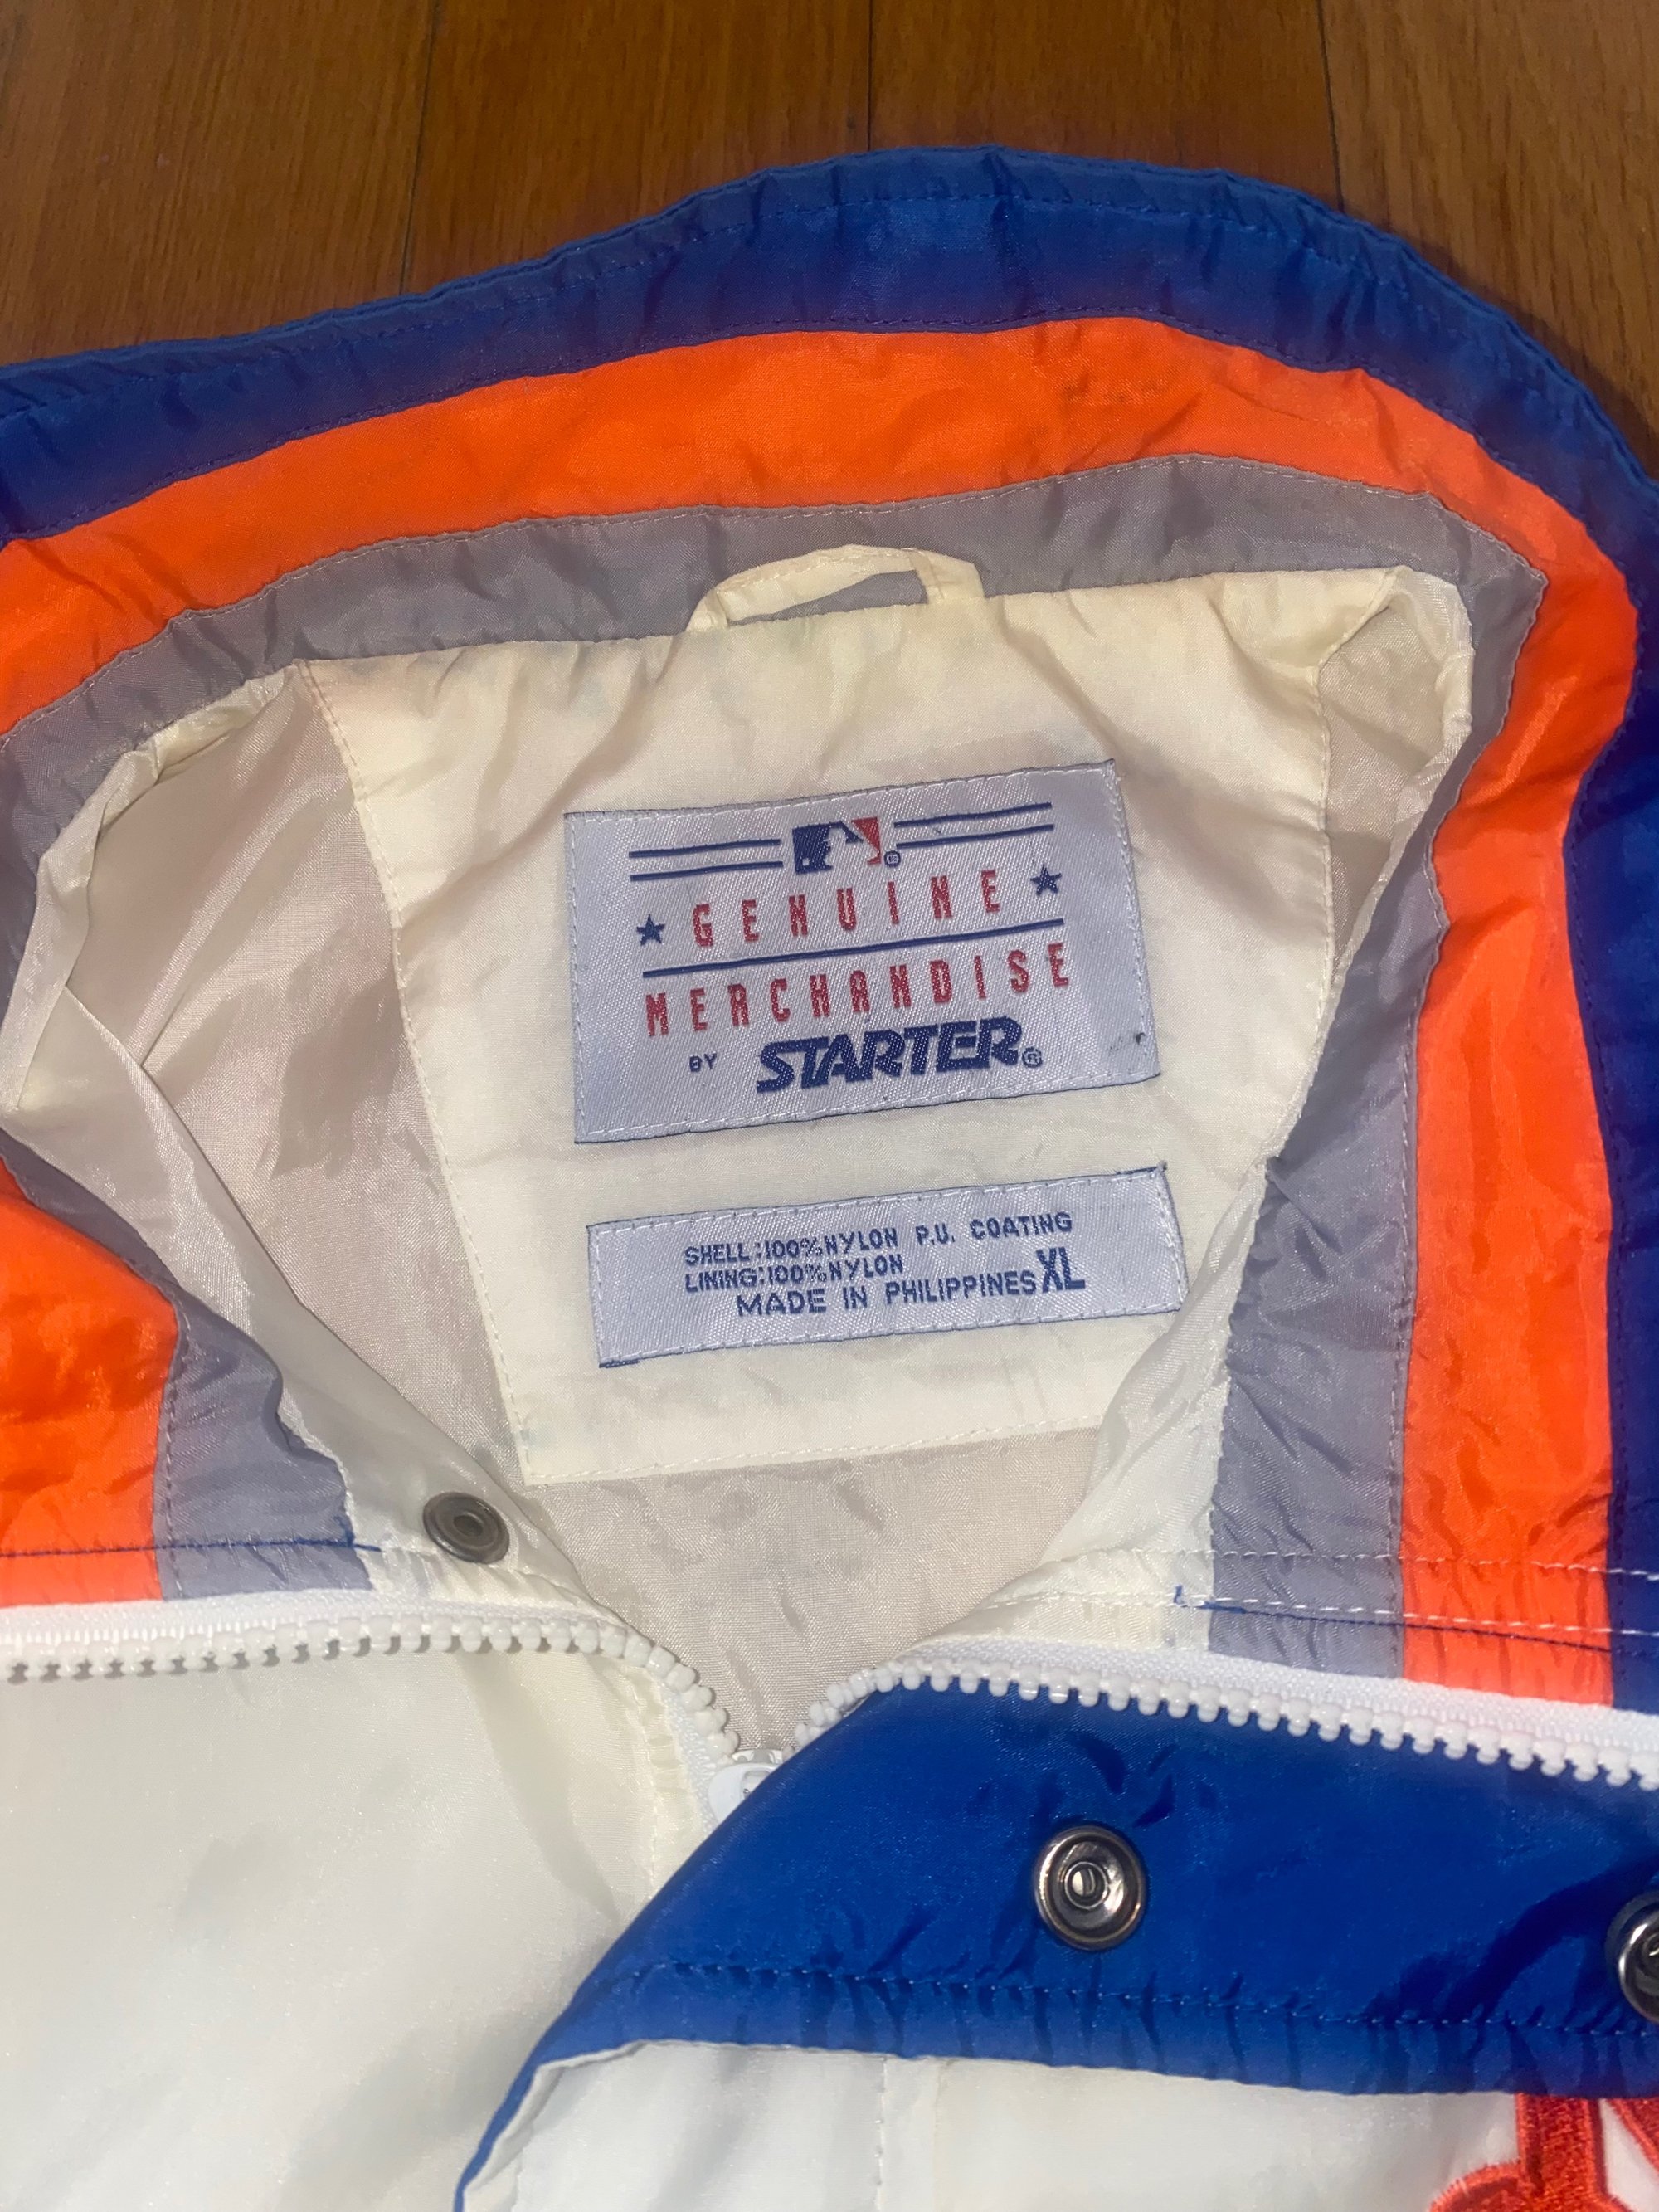 GENUINE
MERCHANDISE
BY STARTER®
SHELL:100%NYLON P.U. COATING
LINING:100%NYLON
MADE IN PHILIPPINES XL